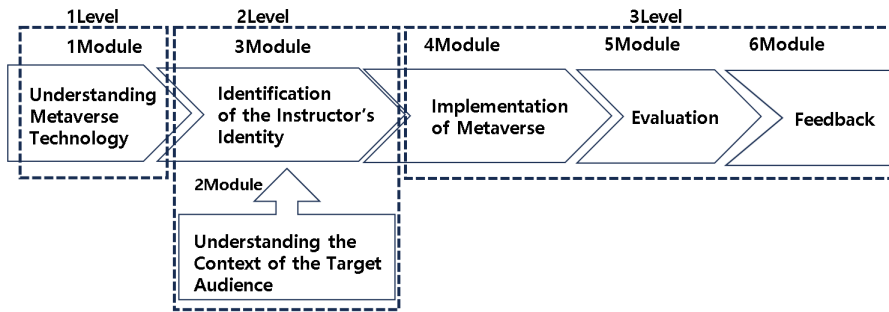 1Level
2Level
3Level
1Module
3Module
4Module
5Module
6Module
Understanding
Metaverse
Technology
Identification
of the Instructor's
Identity
Implementation
of Metaverse
Evaluation
Feedback
2Module
Understanding the
Context of the Target
Audience